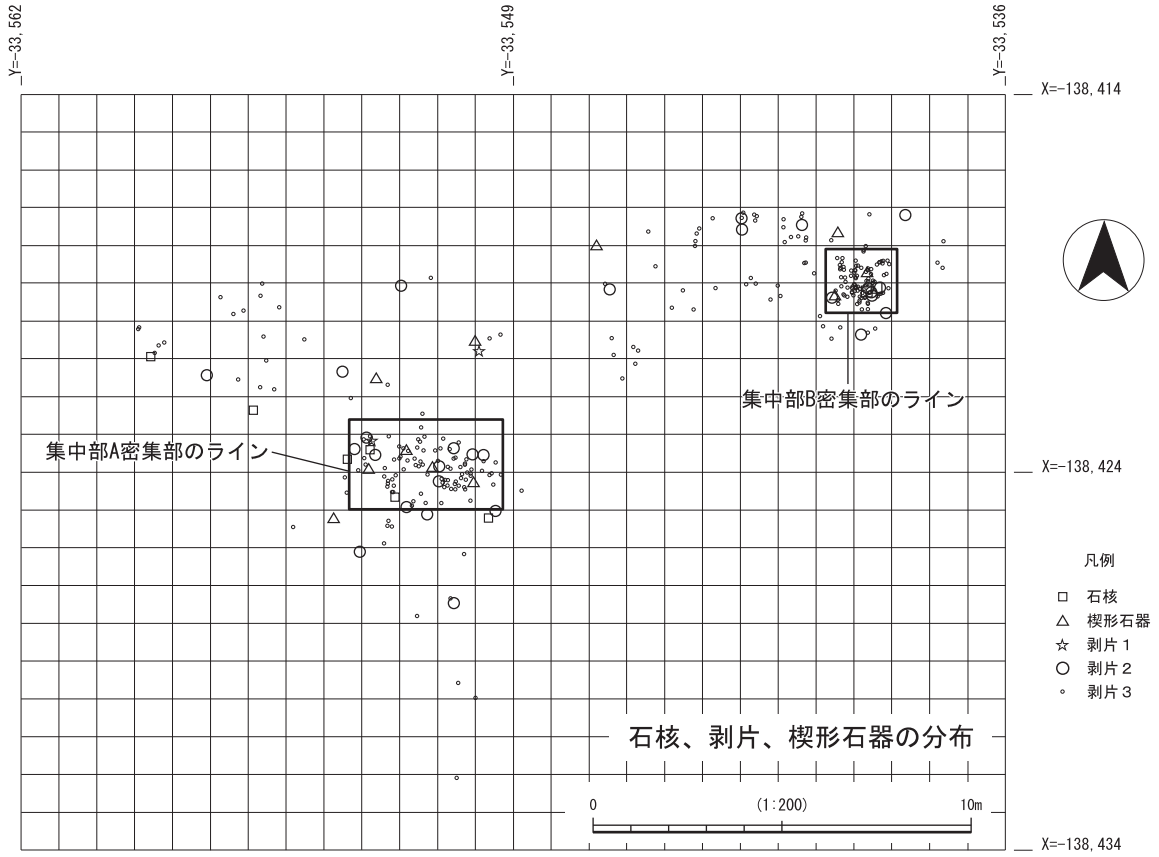 Y=-33,562
Y=-33,549
Y=-33,536
X=-138,414
集中部B密集部のライン
集中部A密集部のライン
X=-138,424
凡例
石核
楔形石器
剥片1
剥片2
剥片3
石核、剥片、楔形石器の分布
0 (1:200) 10m
X=-138,434